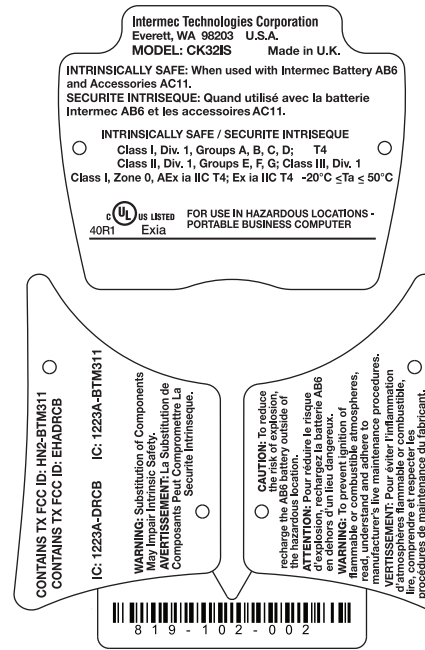 Intermec Technologies Corporation
Everett, WA 98203 U.S.A.
MODEL: CK32IS Made in U.K.
INTRINSICALLY SAFE: When used with Intermec Battery AB6
and Accessories AC11.
SECURITE INTRISEQUE: Quand utilisé avec la batterie
Intermec AB6 et les accessoires AC11.
INTRINSICALLY SAFE / SECURITE INTRISEQUE
Class I, Div. 1, Groups A, B, C, D; T4
Class II, Div. 1, Groups E, F, G; Class III, Div. 1
Class I, Zone 0, AEx ia IIC T4; Ex ia IIC T4 -20°C ≤Ta ≤ 50°C
C UL US LISTED
40R1 Exia
FOR USE IN HAZARDOUS LOCATIONS -
PORTABLE BUSINESS COMPUTER
CONTAINS TX FCC ID: HN2-BTM311
CONTAINS TX FCC ID: EHADRCB
IC: 1223A-DRCB IC: 1223A-BTM311
WARNING: Substitution of Components
May Impair Intrinsic Safety.
AVERTISSEMENT: La Substitution de
Composants Peut Compromettre La
Securite Intrinseque.
CAUTION: To reduce
the risk of explosion,
recharge the AB6 battery outside of
the hazardous location.
ATTENTION: Pour réduire le risque
d'explosion, rechargez la batterie AB6
en dehors d'un lieu dangereux.
WARNING: To prevent ignition of
flammable or combustible atmospheres,
read, understand and adhere to
manufacturer's live maintenance procedures.
VERTISSEMENT: Pour éviter l'inflammation
d'atmosphères flammable or combustible,
lire, comprendre et respecter les
procédures de maintenance du fabricant.
819-102-002